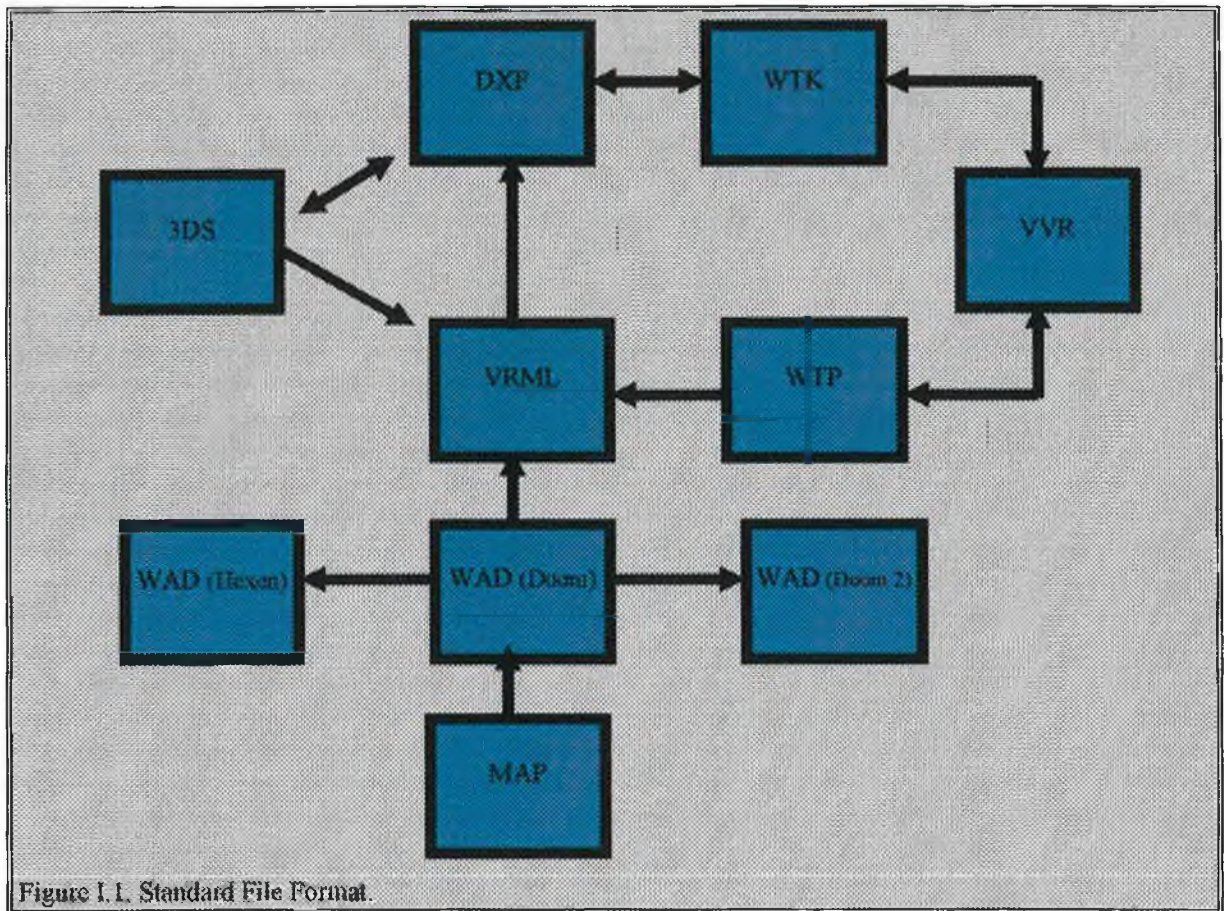 DXF
WTK
3DS
VVR
VRML
WTP
WAD (Hexen)
WAD (Doom)
WAD (Doom 2)
MAP
Figure I.1. Standard File Format.